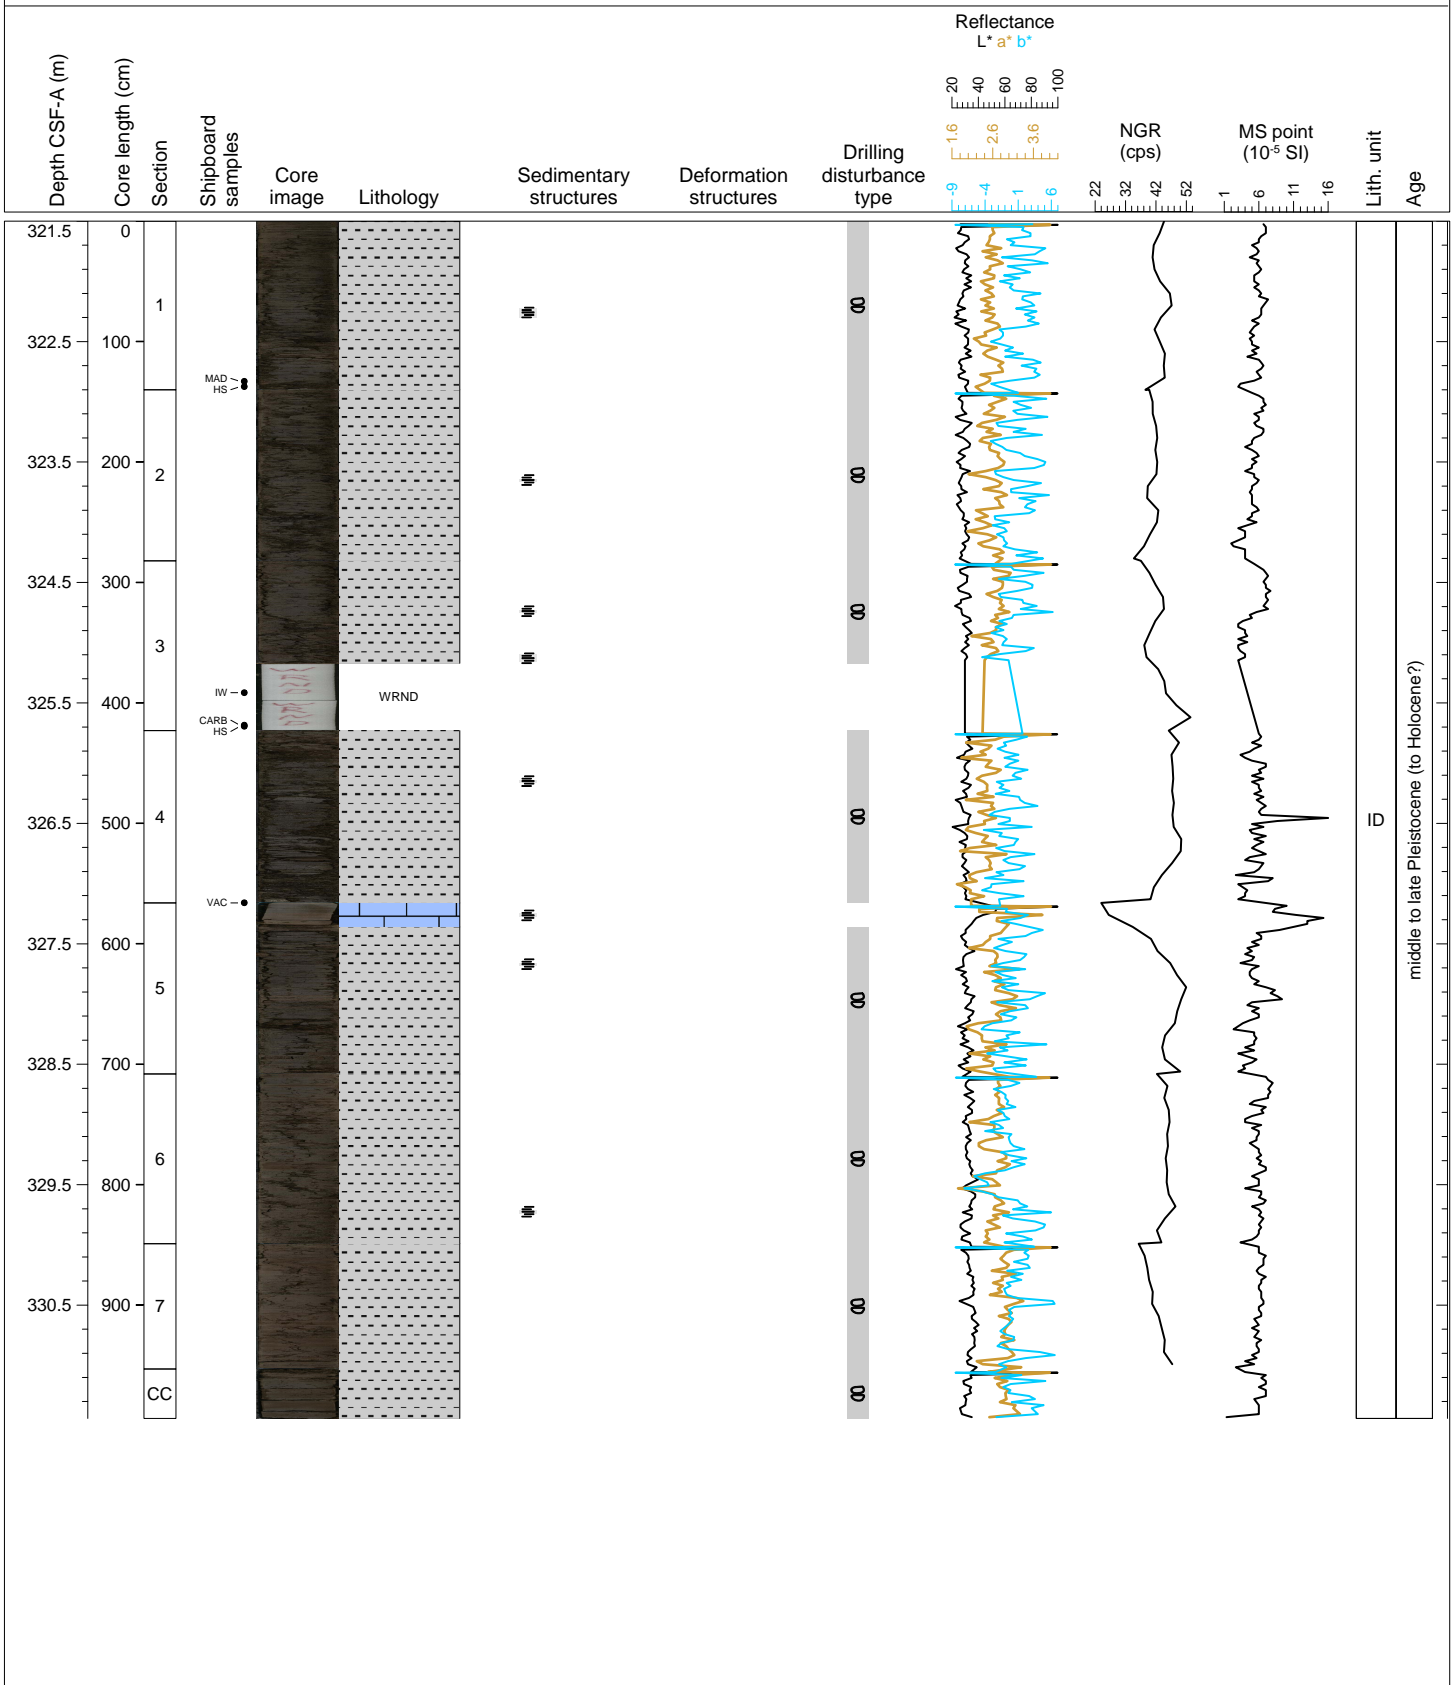 Depth CSF-A (m)
Core length (cm)
Section
Shipboard
samples
Core
image
Lithology
Sedimentary
structures
Deformation
structures
Drilling
disturbance
type
Reflectance
L* a* b*
20 40 60 80 100
1.6 2.6 3.6
-9 -4 1 6
NGR
(cps)
22 32 42 52
MS point
(10-5 SI)
1 6 11 16
Lith. unit
Age
321.5 0
1
322.5 100
MAD
HS
323.5 200
2
324.5 300
3
IW
WRND
325.5 400
CARB
HS
326.5 500
4
ID
VAC
327.5 600
5
328.5 700
6
329.5 800
330.5 900
7
CC
middle to late Pleistocene (to Holocene?)